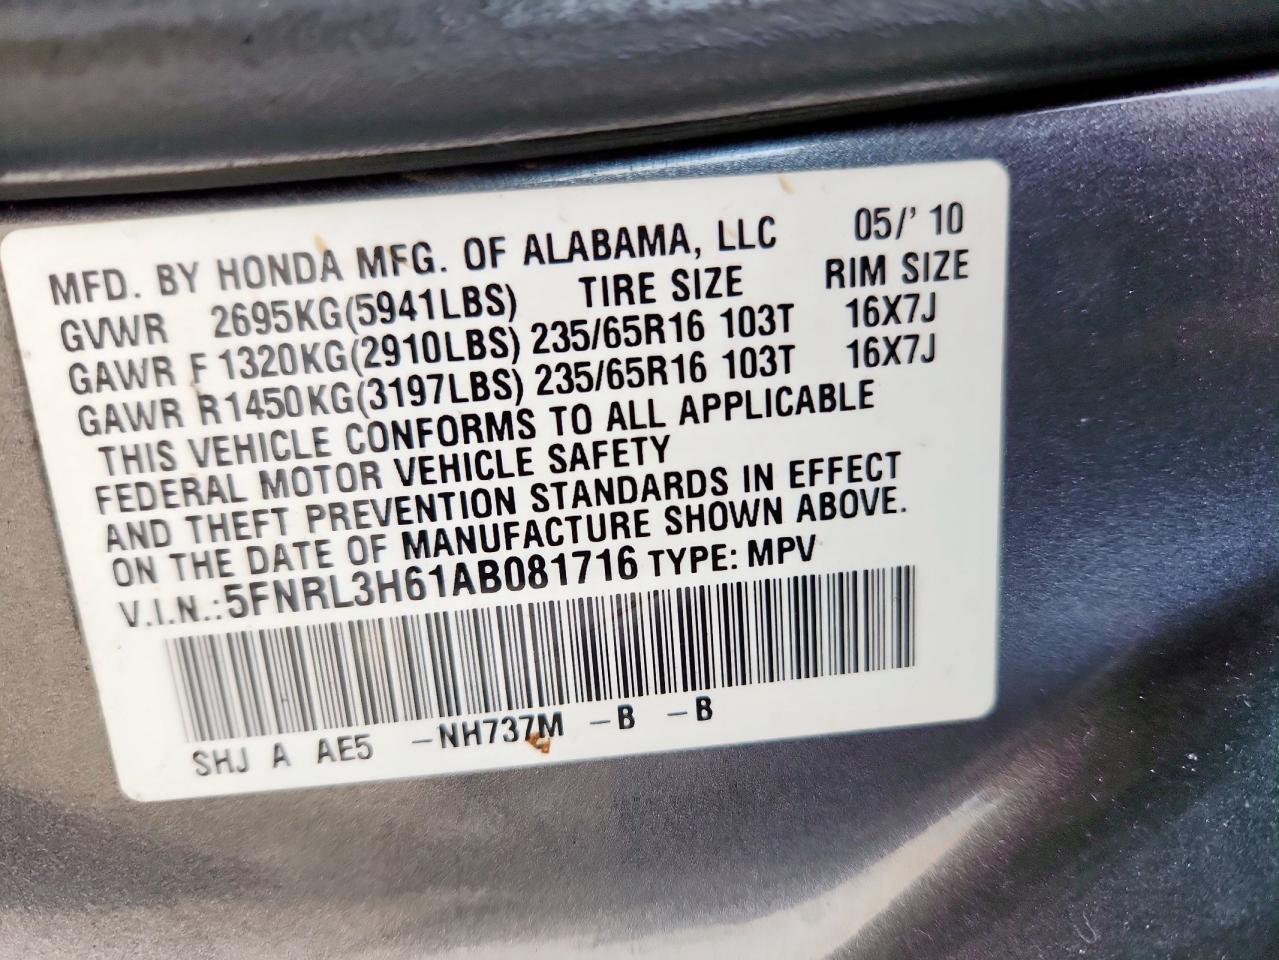 MFD. BY HONDA MFG. OF ALABAMA, LLC 05/' 10
GVWR 2695KG(5941LBS) TIRE SIZE RIM SIZE
GAWR F 1320KG(2910LBS) 235/65R16 103T 16X7J
GAWR R1450KG(3197LBS) 235/65R16 103T 16X7J
THIS VEHICLE CONFORMS TO ALL APPLICABLE
FEDERAL MOTOR VEHICLE SAFETY
AND THEFT PREVENTION STANDARDS IN EFFECT
ON THE DATE OF MANUFACTURE SHOWN ABOVE.
V.I.N.:5FNRL3H61AB081716 TYPE: MPV
SHJ A AE5 -NH737M -B -B